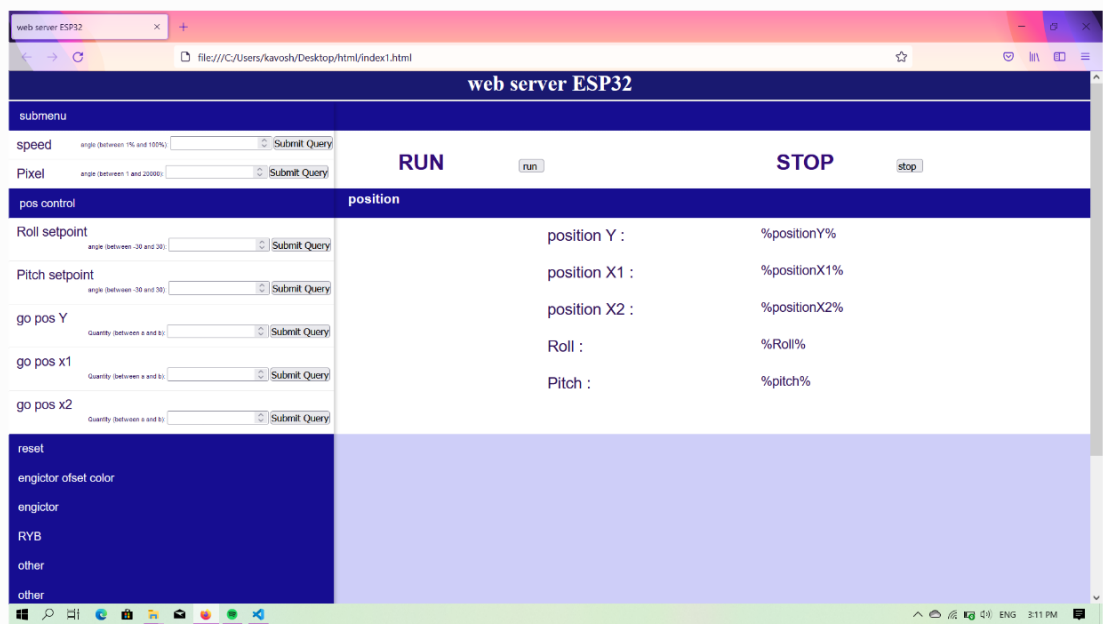 web server ESP32
file:///C:/Users/kavosh/Desktop/html/index1.html
web server ESP32
submenu
speed angle (between 1% and 100%): Submit Query
Pixel angle (between 1 and 20000): Submit Query
RUN run STOP stop
pos control
position
Roll setpoint
angle (between -30 and 30): Submit Query
Pitch setpoint
angle (between -30 and 30): Submit Query
go pos Y
Quantity (between a and b): Submit Query
go pos x1
Quantity (between a and b): Submit Query
go pos x2
Quantity (between a and b): Submit Query
position Y : %positionY%
position X1 : %positionX1%
position X2 : %positionX2%
Roll : %Roll%
Pitch : %pitch%
reset
engictor ofset color
engictor
RYB
other
other
ENG 3:11 PM